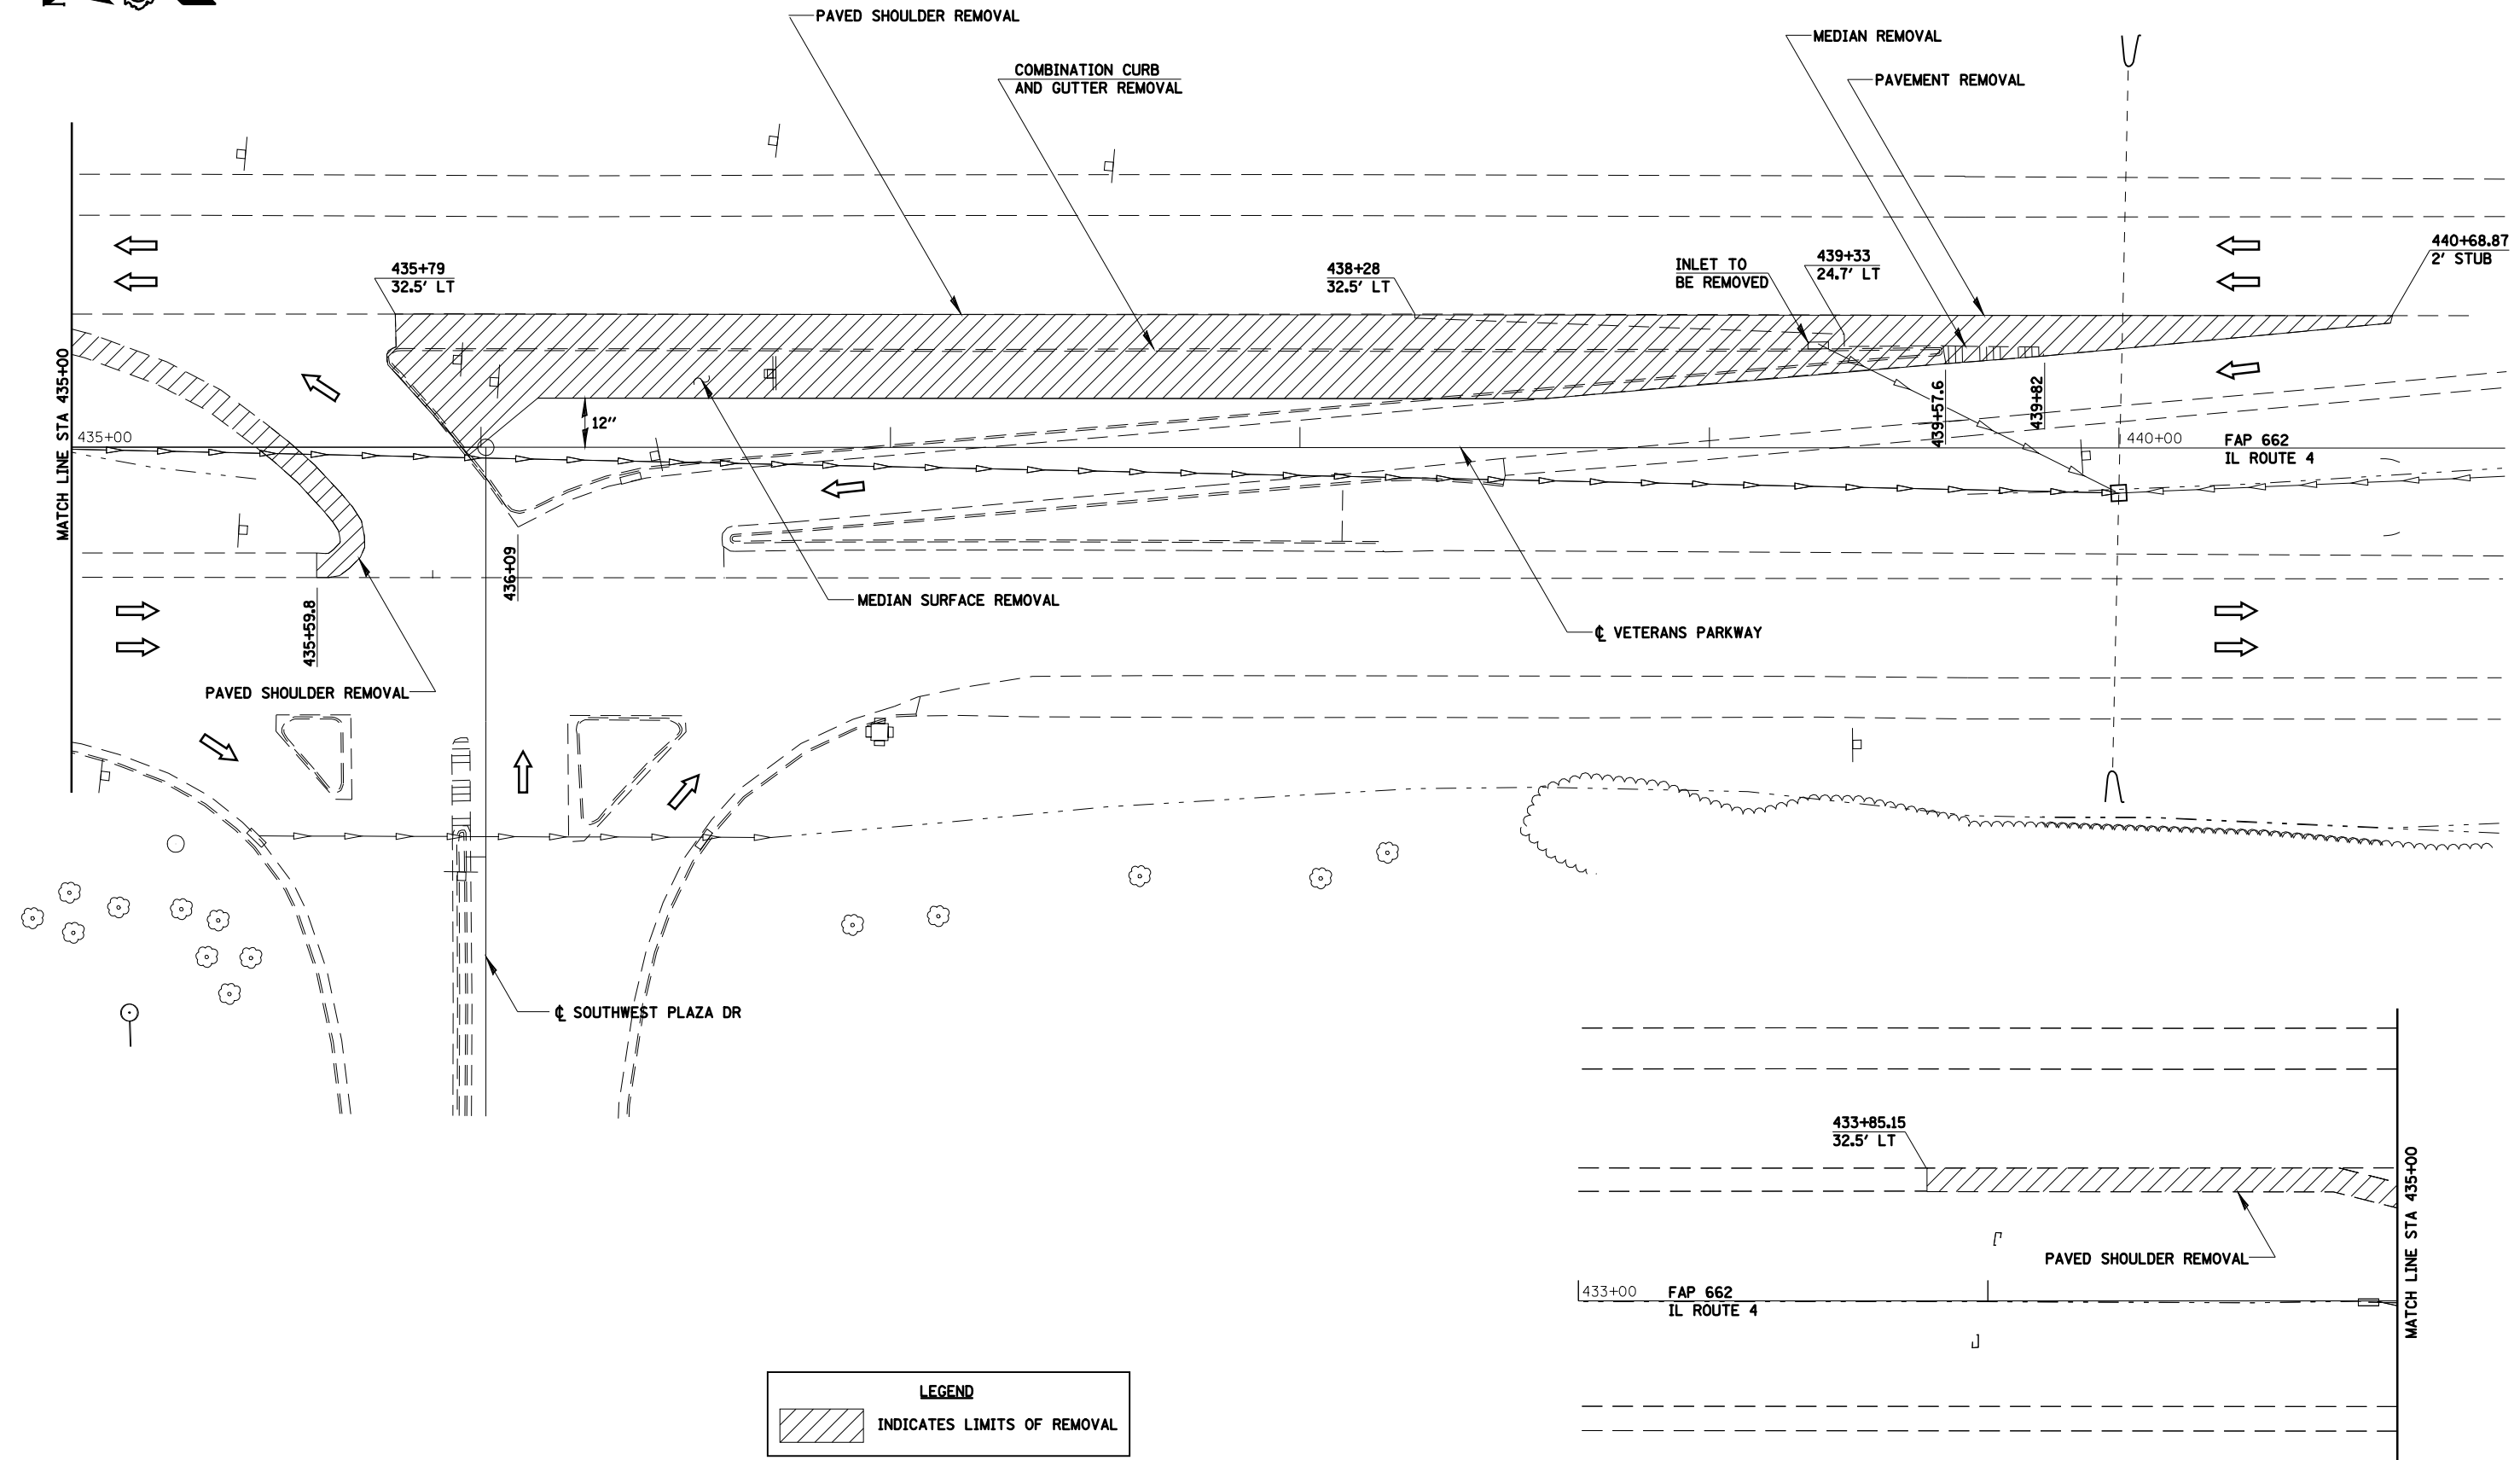 PAVED SHOULDER REMOVAL
MEDIAN REMOVAL
COMBINATION CURB
AND GUTTER REMOVAL
PAVEMENT REMOVAL
MATCH LINE STA 435+00
435+79
32.5' LT
438+28
32.5' LT
INLET TO
BE REMOVED
439+33
24.7' LT
440+68.87
2' STUB
435+00
12"
439+57.6
439+82
440+00
FAP 662
IL ROUTE 4
436+09
435+59.8
MEDIAN SURFACE REMOVAL
℄ VETERANS PARKWAY
PAVED SHOULDER REMOVAL
℄ SOUTHWEST PLAZA DR
433+85.15
32.5' LT
PAVED SHOULDER REMOVAL
433+00
FAP 662
IL ROUTE 4
MATCH LINE STA 435+00
LEGEND
INDICATES LIMITS OF REMOVAL